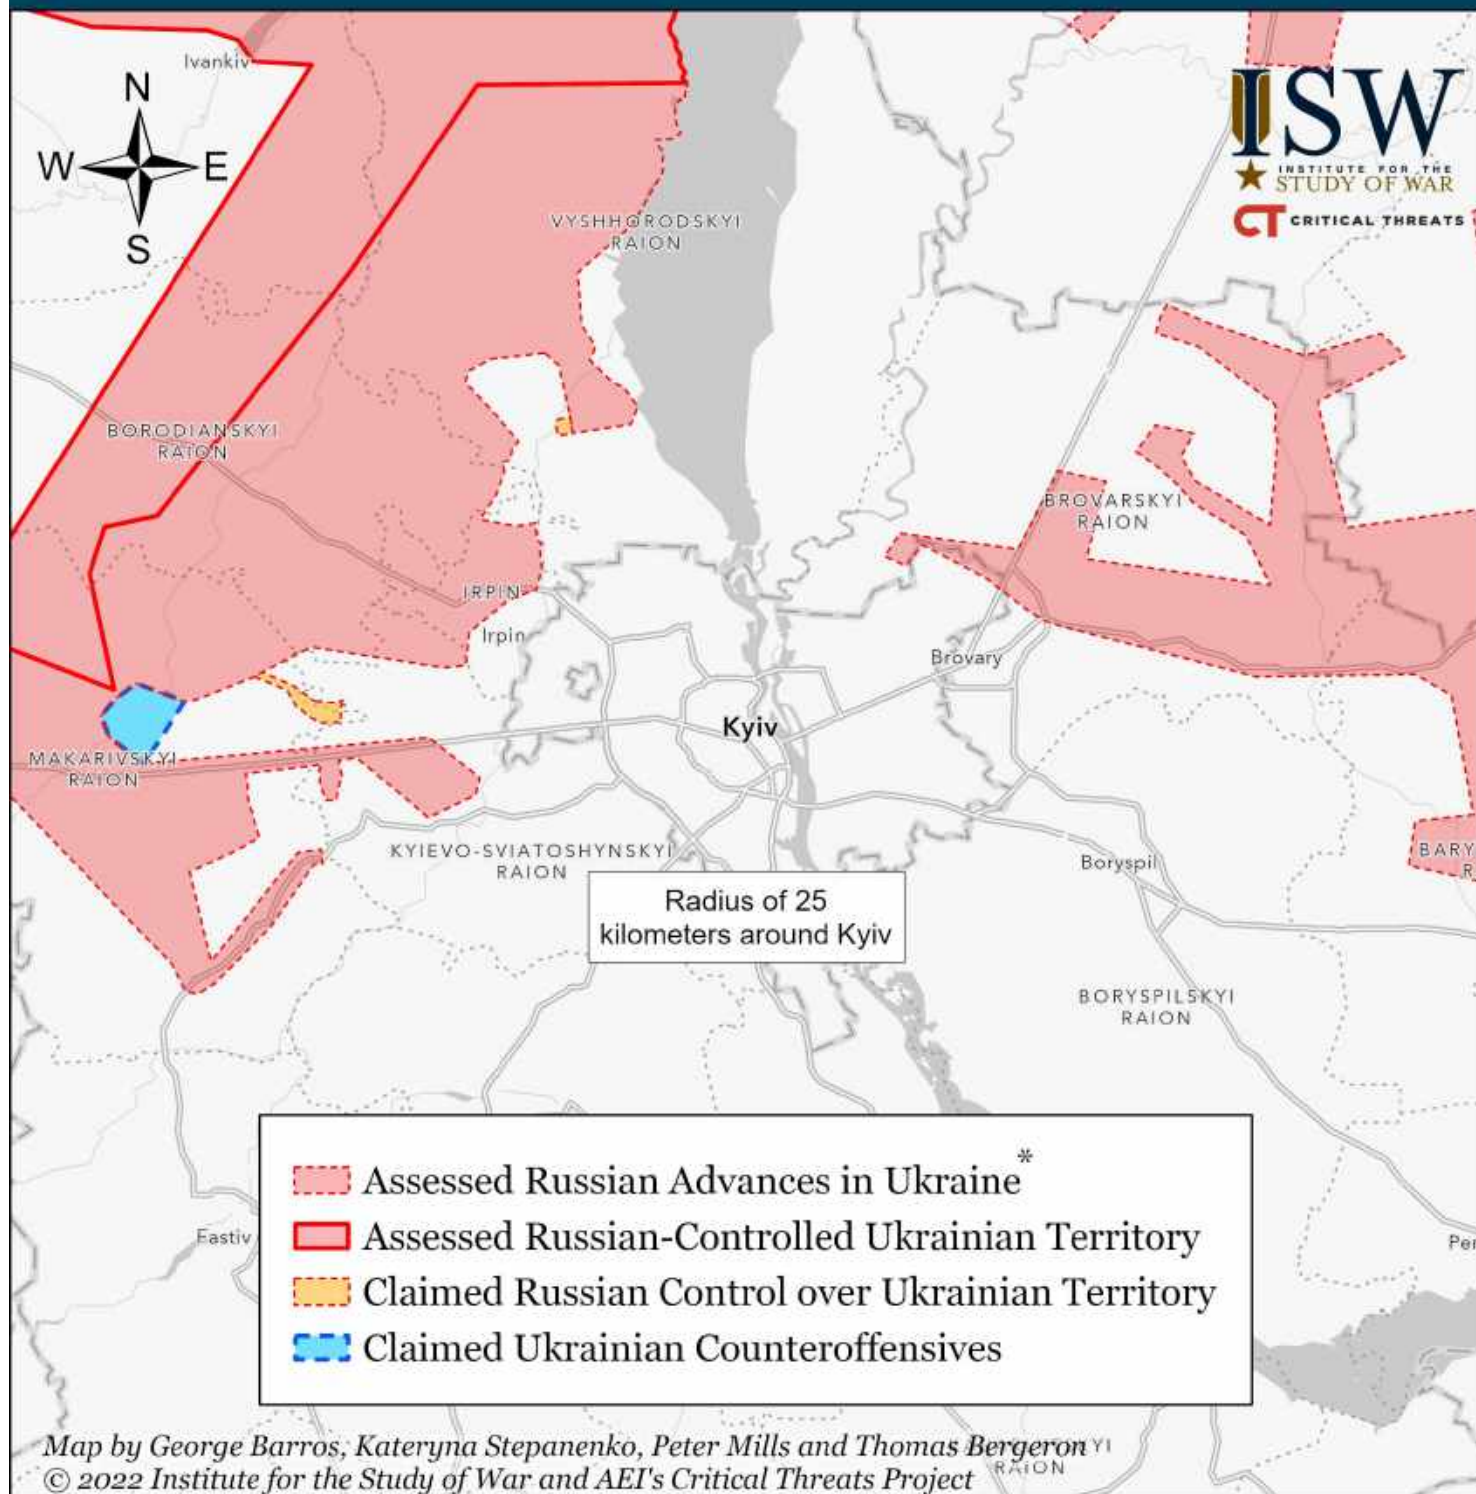 Ivankiv
N
W
E
S
ISW
INSTITUTE FOR THE
STUDY OF WAR
CT CRITICAL THREATS
VYSHHORODSKYI
RAION
BORODIANSKYI
RAION
BROVARSKYI
RAION
IRPIN
Irpin
Brovary
Kyiv
MAKARIVSKYI
RAION
KYIEVO-SVIATOSHYNSKYI
RAION
Boryspil
BARY
R
Radius of 25
kilometers around Kyiv
BORYSPILSKYI
RAION
Fastiv
Per
Assessed Russian Advances in Ukraine*
Assessed Russian-Controlled Ukrainian Territory
Claimed Russian Control over Ukrainian Territory
Claimed Ukrainian Counteroffensives
Map by George Barros, Kateryna Stepanenko, Peter Mills and Thomas Bergeron
RAION
© 2022 Institute for the Study of War and AEI's Critical Threats Project